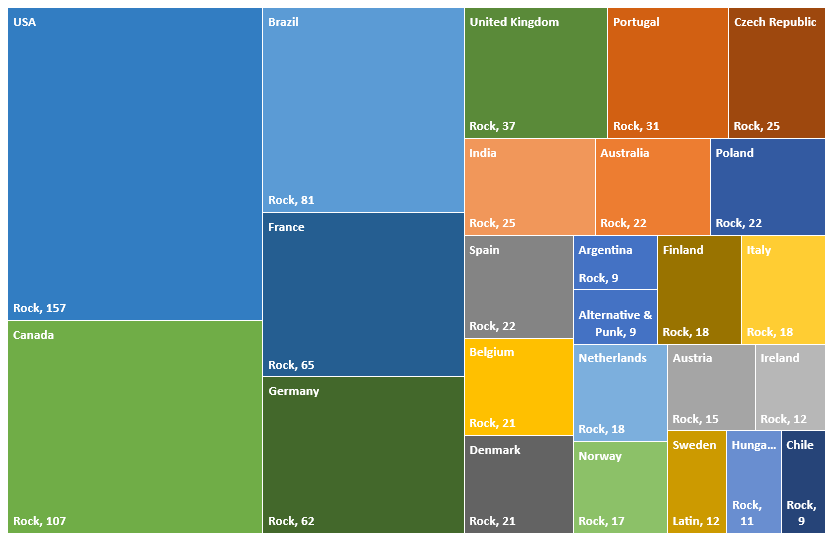 USA
Rock, 157
Canada
Rock, 107
Brazil
Rock, 81
France
Rock, 65
Germany
Rock, 62
United Kingdom
Rock, 37
Portugal
Rock, 31
Czech Republic
Rock, 25
India
Rock, 25
Australia
Rock, 22
Poland
Rock, 22
Spain
Rock, 22
Belgium
Rock, 21
Denmark
Rock, 21
Argentina
Rock, 9
Alternative &
Punk, 9
Finland
Rock, 18
Italy
Rock, 18
Netherlands
Rock, 18
Norway
Rock, 17
Austria
Rock, 15
Ireland
Rock, 12
Sweden
Latin, 12
Hunga...
Rock,
11
Chile
Rock,
9